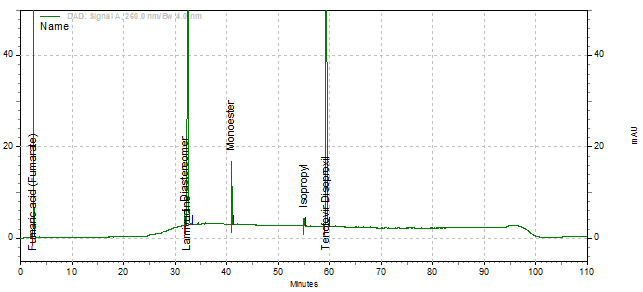 DAD: Signal A, 260.0 nm/Bw 4.0 nm
Name
40
20
0
40
20
0
mAU
Fumaric acid (Fumarate)
Diastereomer
Monoester
Isopropyl
Tenofovir Disoproxil
0 10 20 30 40 50 60 70 80 90 100 110
Minutes